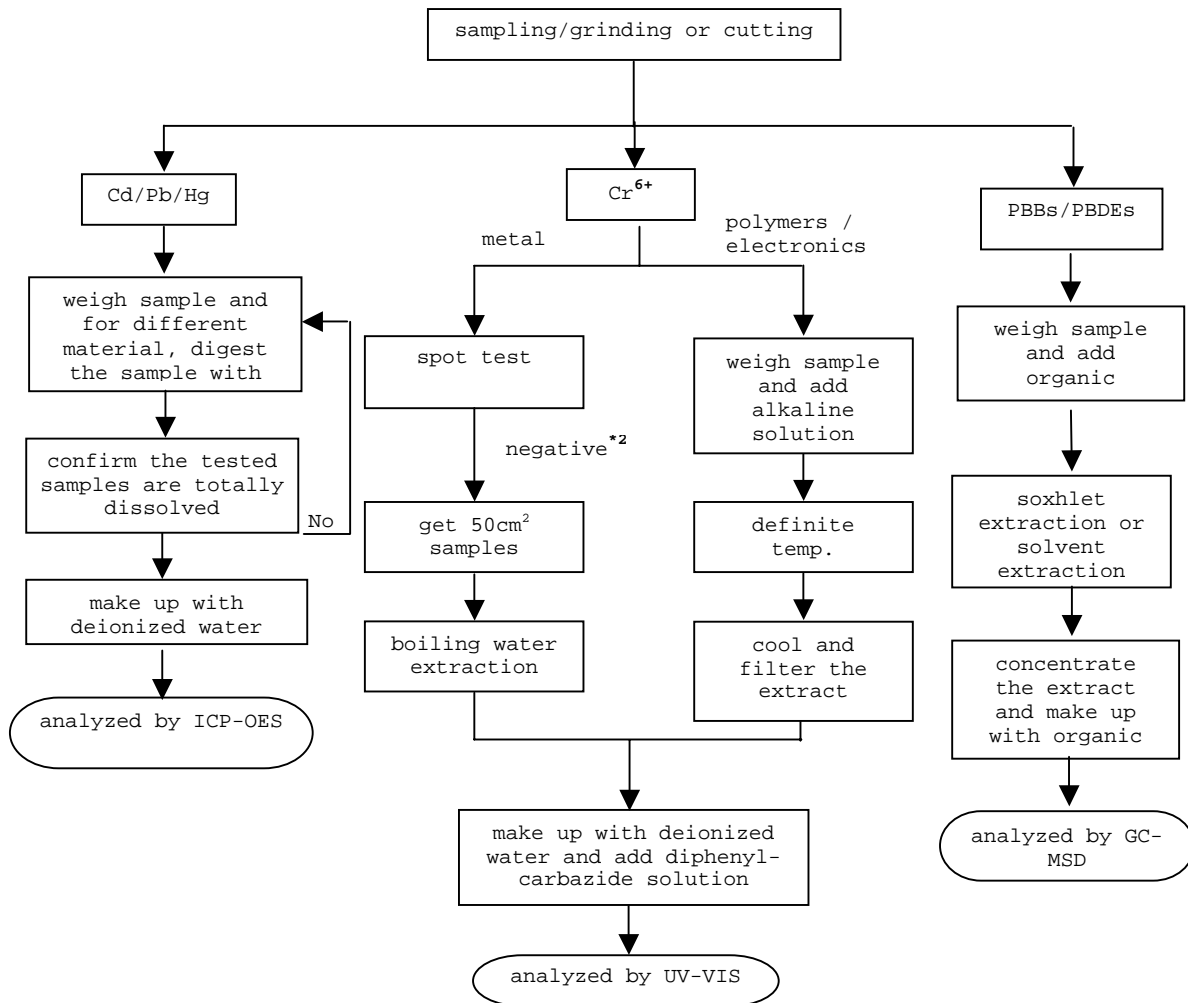 sampling/grinding or cutting
Cd/Pb/Hg
weigh sample and
for different
material, digest
the sample with
confirm the tested
samples are totally
dissolved
No
make up with
deionized water
analyzed by ICP-OES
Cr⁶⁺
metal
polymers /
electronics
spot test
negative*²
get 50cm²
samples
boiling water
extraction
weigh sample
and add
alkaline
solution
definite
temp.
cool and
filter the
extract
make up with deionized
water and add diphenyl-
carbazide solution
analyzed by UV-VIS
PBBs/PBDEs
weigh sample
and add
organic
soxhlet
extraction or
solvent
extraction
concentrate
the extract
and make up
with organic
analyzed by GC-
MSD